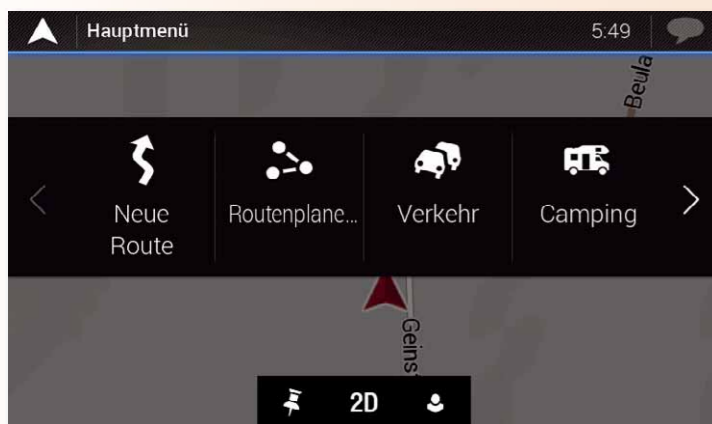 Hauptmenü 5:49
Beula
Neue Route
Routenplane...
Verkehr
Camping
Geins
2D